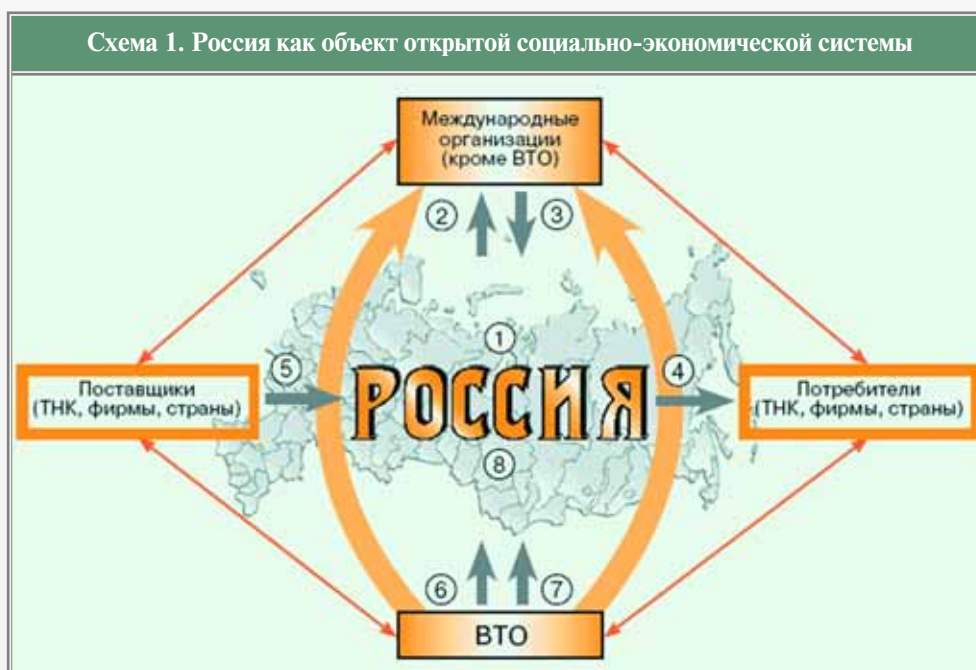 Схема 1. Россия как объект открытой социально-экономической системы
Международные
организации
(кроме ВТО)
2
3
1
Поставщики
(ТНК, фирмы, страны)
5
РОССИЯ
4
Потребители
(ТНК, фирмы, страны)
8
6
7
ВТО